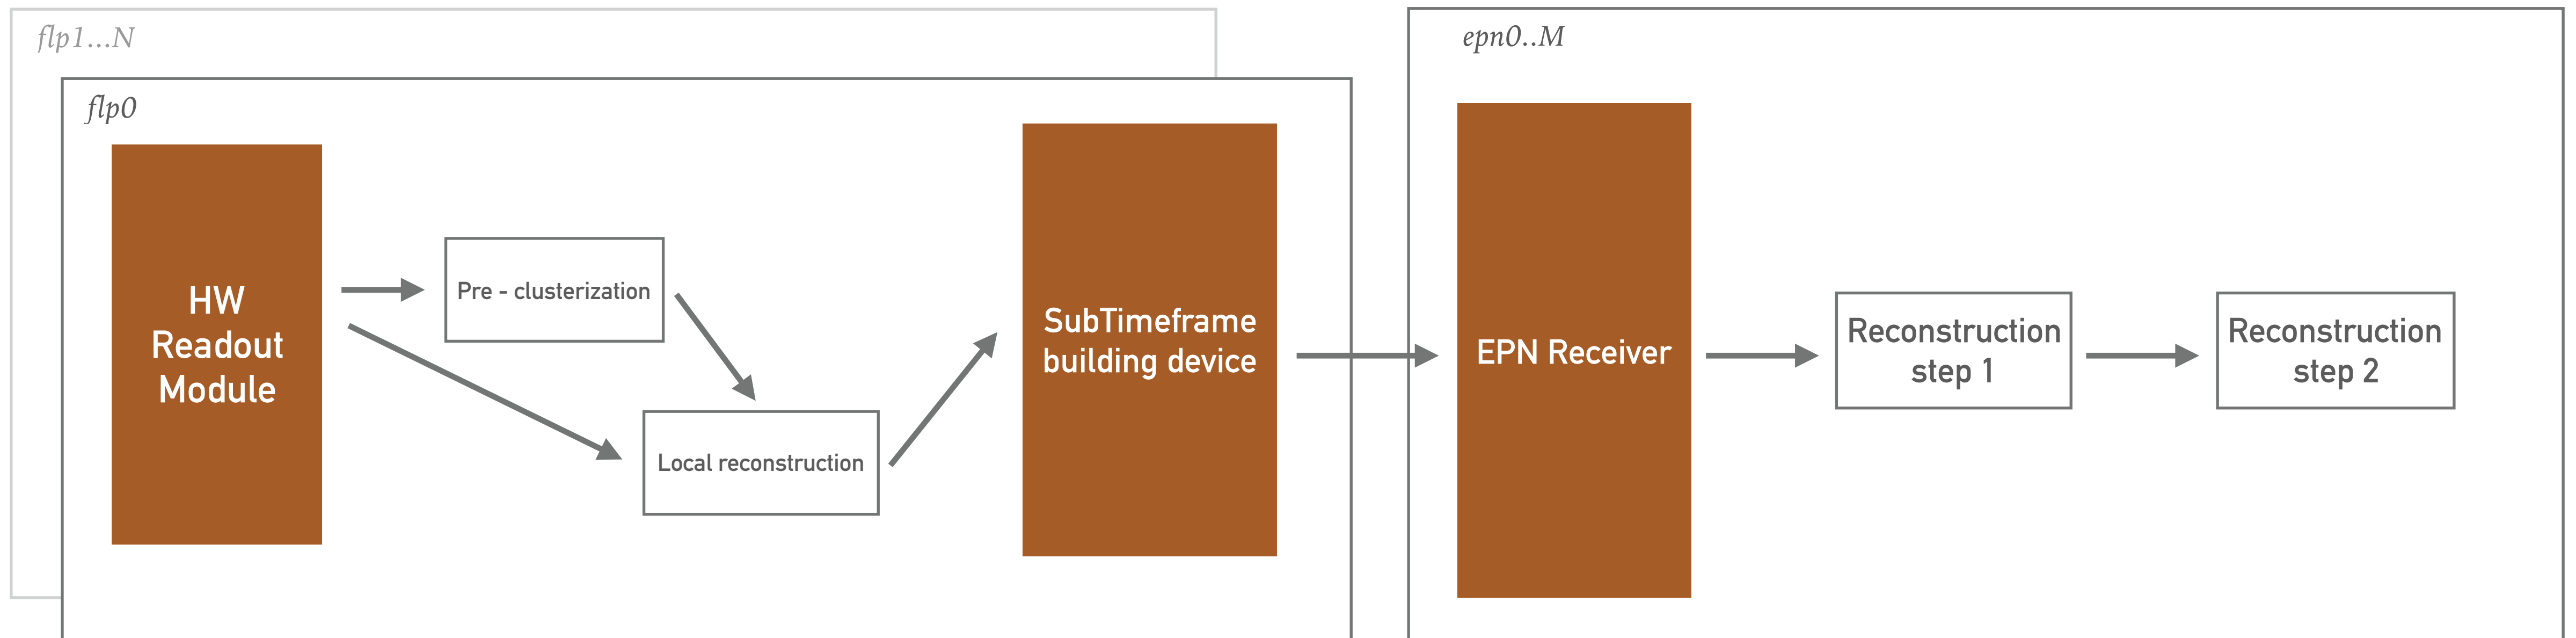 flp1...N
flp0
HW
Readout
Module
Pre - clusterization
Local reconstruction
SubTimeframe
building device
epn0..M
EPN Receiver
Reconstruction
step 1
Reconstruction
step 2